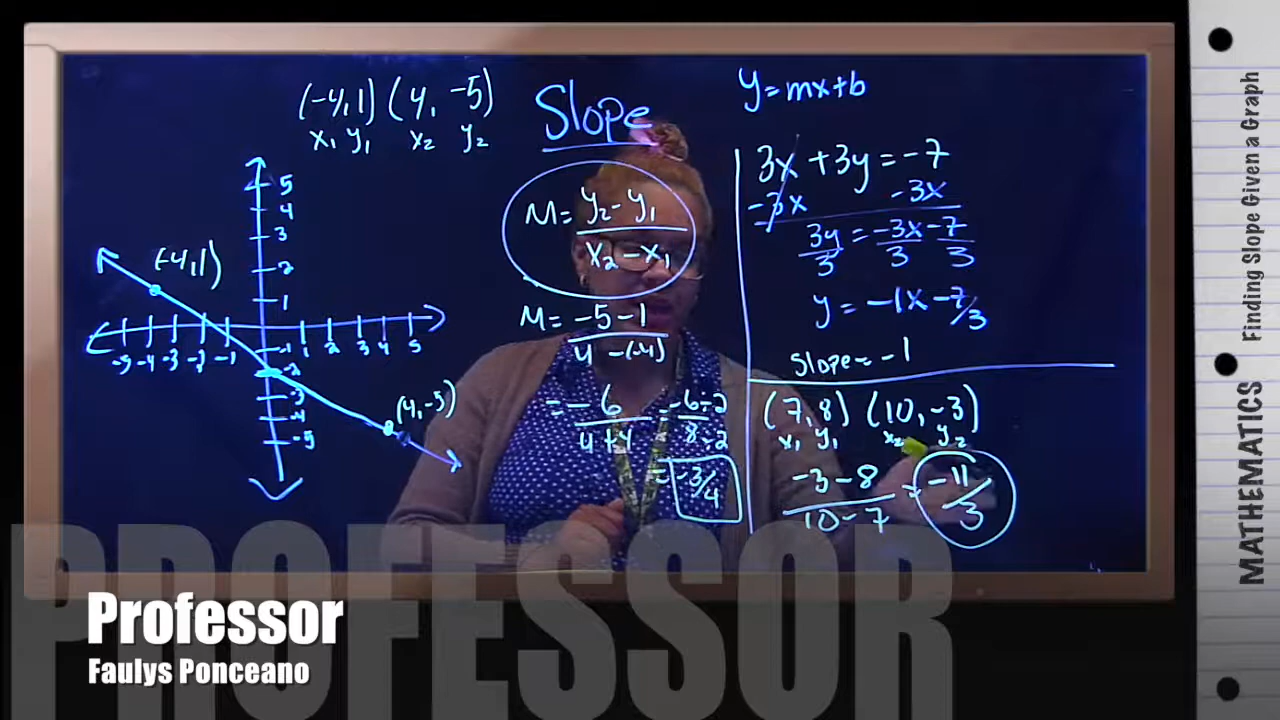 (-4,1) (4, -5)
x₁ y₁ x₂ y₂
Slope
y=mx+b
5
4
3
2
1
-5 -4 -3 -2 -1 1 2 3 4 5
-1
-2
-3
-4
-5
(-4,1)
(4,-5)
M = y₂ - y₁
x₂ - x₁
M = -5 - 1
4 - (-4)
= -6 = -6÷2
4+4 8÷2
= -3/4
3x + 3y = -7
-3x -3x
3y = -3x - 7
3 3 3
y = -1x - 7/3
Slope = -1
(7,8) (10,-3)
x₁ y₁ x₂ y₂
-3 - 8 = -11
10 - 7 3
PROFESSOR
Professor
Faulys Ponceano
MATHEMATICS Finding Slope Given a Graph